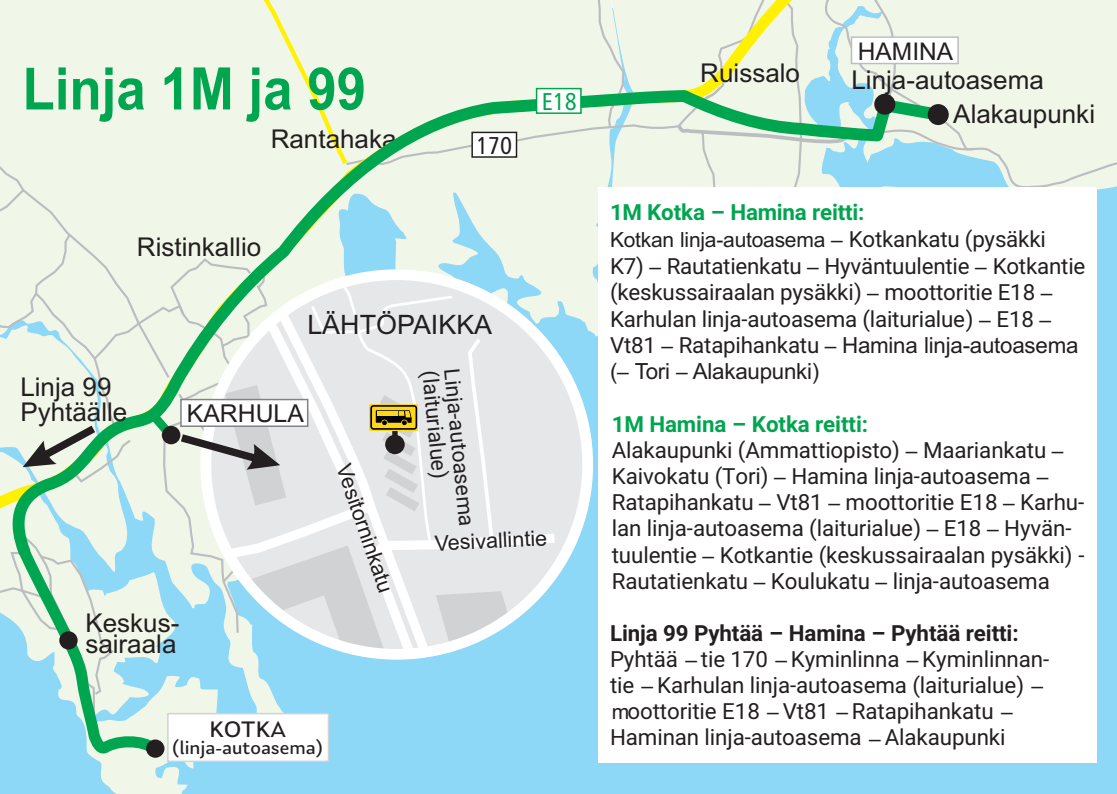 Linja 1M ja 99
HAMINA
Linja-autoasema
Alakaupunki
Ruissalo
E18
170
Rantahaka
Ristinkallio
Linja 99
Pyhtäälle
KARHULA
LÄHTÖPAIKKA
Linja-autoasema
(laiturialue)
Vesitorninkatu
Vesivallintie
Keskus-
sairaala
KOTKA
(linja-autoasema)
1M Kotka – Hamina reitti:
Kotkan linja-autoasema – Kotkankatu (pysäkki
K7) – Rautatienkatu – Hyväntuulentie – Kotkantie
(keskussairaalan pysäkki) – moottoritie E18 –
Karhulan linja-autoasema (laiturialue) – E18 –
Vt81 – Ratapihankatu – Hamina linja-autoasema
(– Tori – Alakaupunki)
1M Hamina – Kotka reitti:
Alakaupunki (Ammattiopisto) – Maariankatu –
Kaivokatu (Tori) – Hamina linja-autoasema –
Ratapihankatu – Vt81 – moottoritie E18 – Karhu-
lan linja-autoasema (laiturialue) – E18 – Hyvän-
tuulentie – Kotkantie (keskussairaalan pysäkki) -
Rautatienkatu – Koulukatu – linja-autoasema
Linja 99 Pyhtää – Hamina – Pyhtää reitti:
Pyhtää – tie 170 – Kyminlinna – Kyminlinnan-
tie – Karhulan linja-autoasema (laiturialue) –
moottoritie E18 – Vt81 – Ratapihankatu –
Haminan linja-autoasema – Alakaupunki